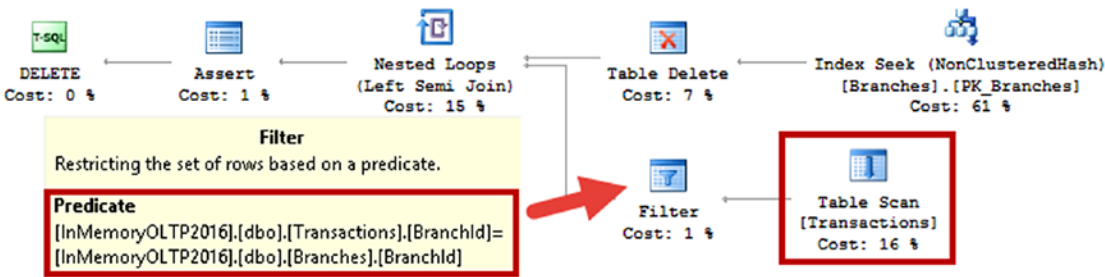 T-SQL
DELETE
Cost: 0 %
Assert
Cost: 1 %
Nested Loops
(Left Semi Join)
Cost: 15 %
Table Delete
Cost: 7 %
Index Seek (NonClusteredHash)
[Branches].[PK_Branches]
Cost: 61 %
Filter
Restricting the set of rows based on a predicate.
Predicate
[InMemoryOLTP2016].[dbo].[Transactions].[BranchId]=
[InMemoryOLTP2016].[dbo].[Branches].[BranchId]
Filter
Cost: 1 %
Table Scan
[Transactions]
Cost: 16 %